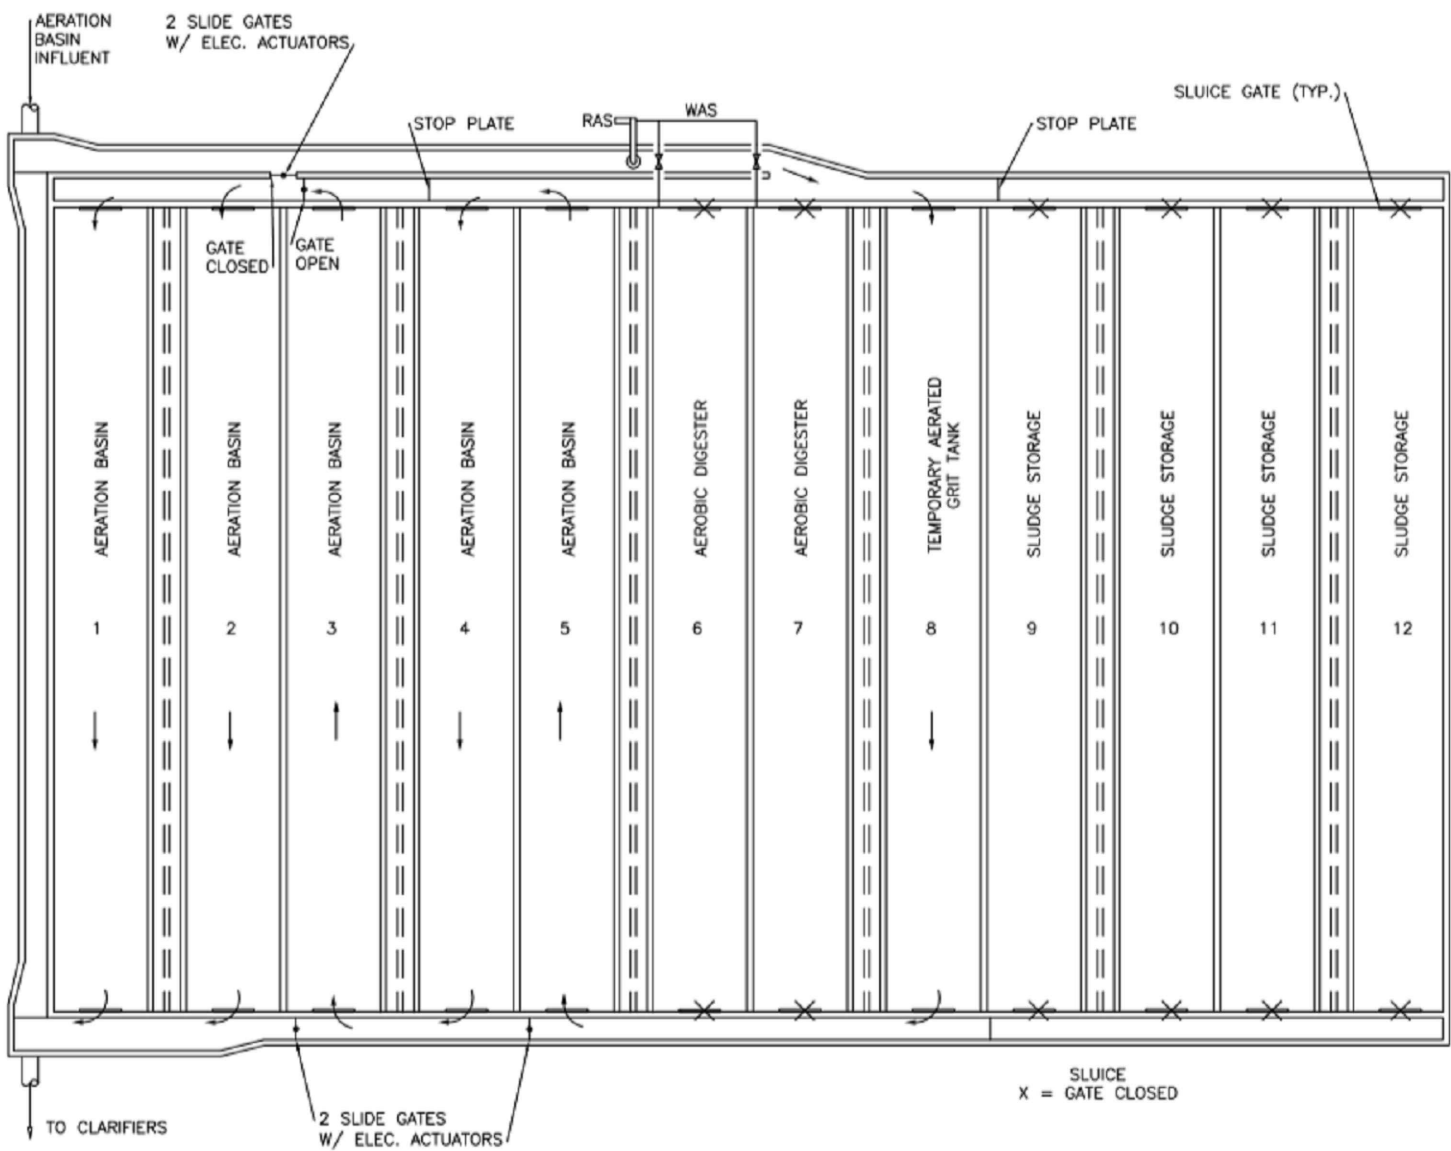 AERATION
BASIN
INFLUENT
2 SLIDE GATES
W/ ELEC. ACTUATORS
STOP PLATE
RAS
WAS
SLUICE GATE (TYP.)
STOP PLATE
GATE
CLOSED
GATE
OPEN
AERATION BASIN
AERATION BASIN
AERATION BASIN
AERATION BASIN
AERATION BASIN
AEROBIC DIGESTER
AEROBIC DIGESTER
TEMPORARY AERATED
GRIT TANK
SLUDGE STORAGE
SLUDGE STORAGE
SLUDGE STORAGE
SLUDGE STORAGE
1
2
3
4
5
6
7
8
9
10
11
12
SLUICE
X = GATE CLOSED
2 SLIDE GATES
W/ ELEC. ACTUATORS
TO CLARIFIERS